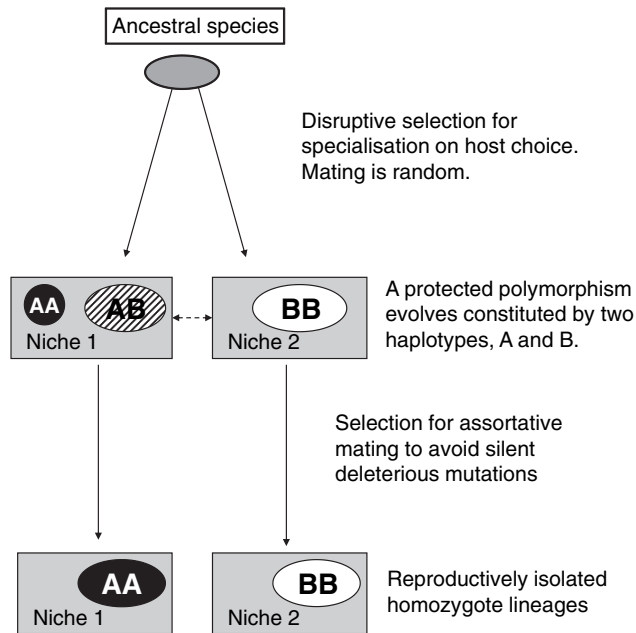 Ancestral species
Disruptive selection for
specialisation on host choice.
Mating is random.
AA
AB
Niche 1
BB
Niche 2
A protected polymorphism
evolves constituted by two
haplotypes, A and B.
Selection for assortative
mating to avoid silent
deleterious mutations
AA
Niche 1
BB
Niche 2
Reproductively isolated
homozygote lineages